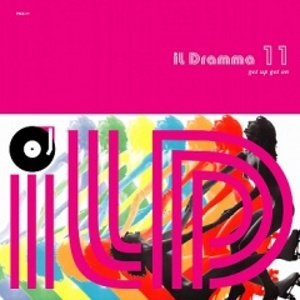 iL Dramma 11
get up get on
iLD